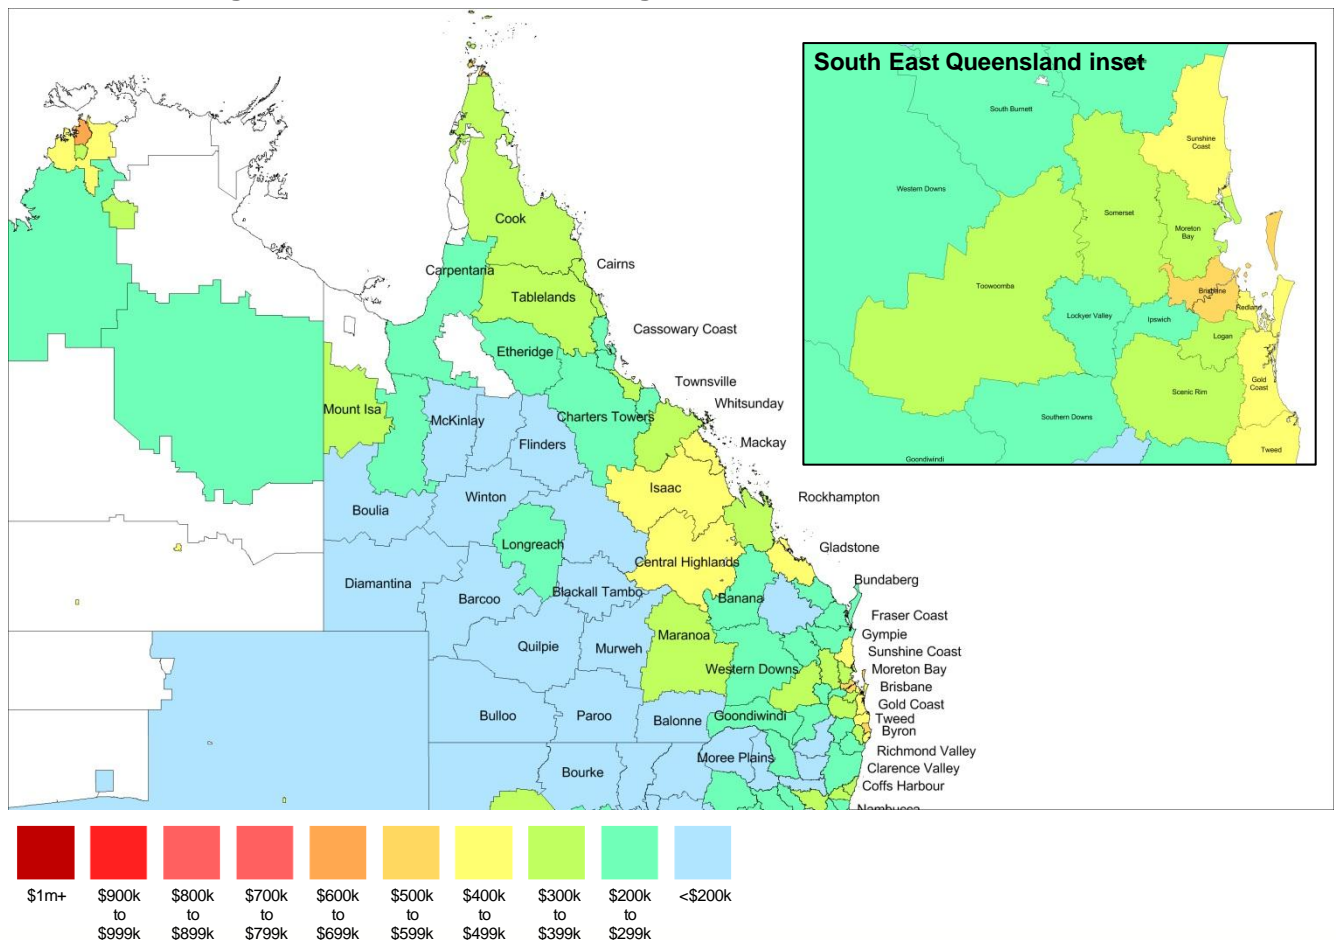 South East Queensland inset
South Burnett
Sunshine
Coast
Western Downs
Somerset
Moreton
Bay
Toowoomba
Brisbane
Redland
Lockyer Valley
Ipswich
Logan
Gold
Coast
Scenic Rim
Southern Downs
Goondiwindi
Tweed
Cook
Cairns
Carpentaria
Tablelands
Cassowary Coast
Etheridge
Townsville
Mount Isa
McKinlay
Charters Towers
Whitsunday
Flinders
Mackay
Isaac
Winton
Rockhampton
Boulia
Longreach
Gladstone
Central Highlands
Diamantina
Bundaberg
Barcoo
Blackall Tambo
Banana
Fraser Coast
Maranoa
Gympie
Quilpie
Murweh
Sunshine Coast
Western Downs
Moreton Bay
Brisbane
Gold Coast
Bulloo
Paroo
Balonne
Goondiwindi
Tweed
Byron
Richmond Valley
Moree Plains
Clarence Valley
Bourke
Coffs Harbour
Nambucca
$1m+
$900k
to
$999k
$800k
to
$899k
$700k
to
$799k
$600k
to
$699k
$500k
to
$599k
$400k
to
$499k
$300k
to
$399k
$200k
to
$299k
<$200k